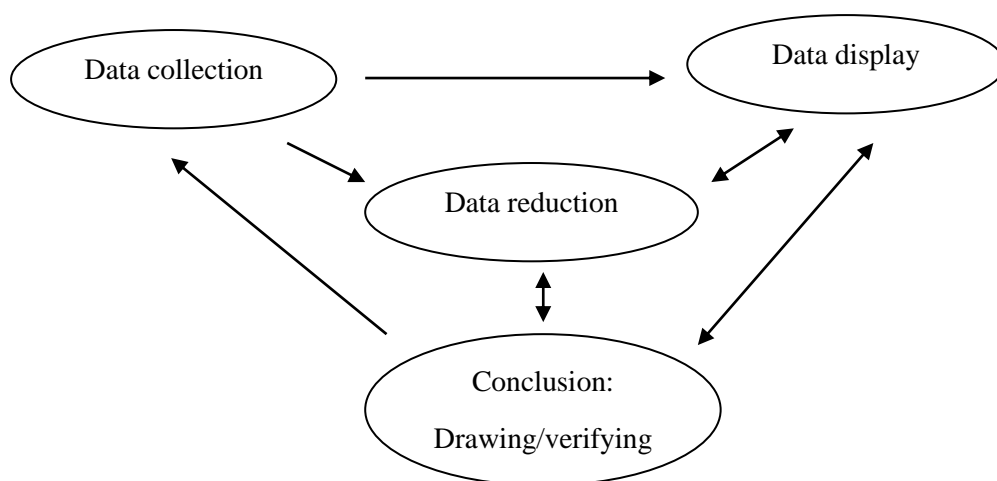 Data collection
Data display
Data reduction
Conclusion:
Drawing/verifying